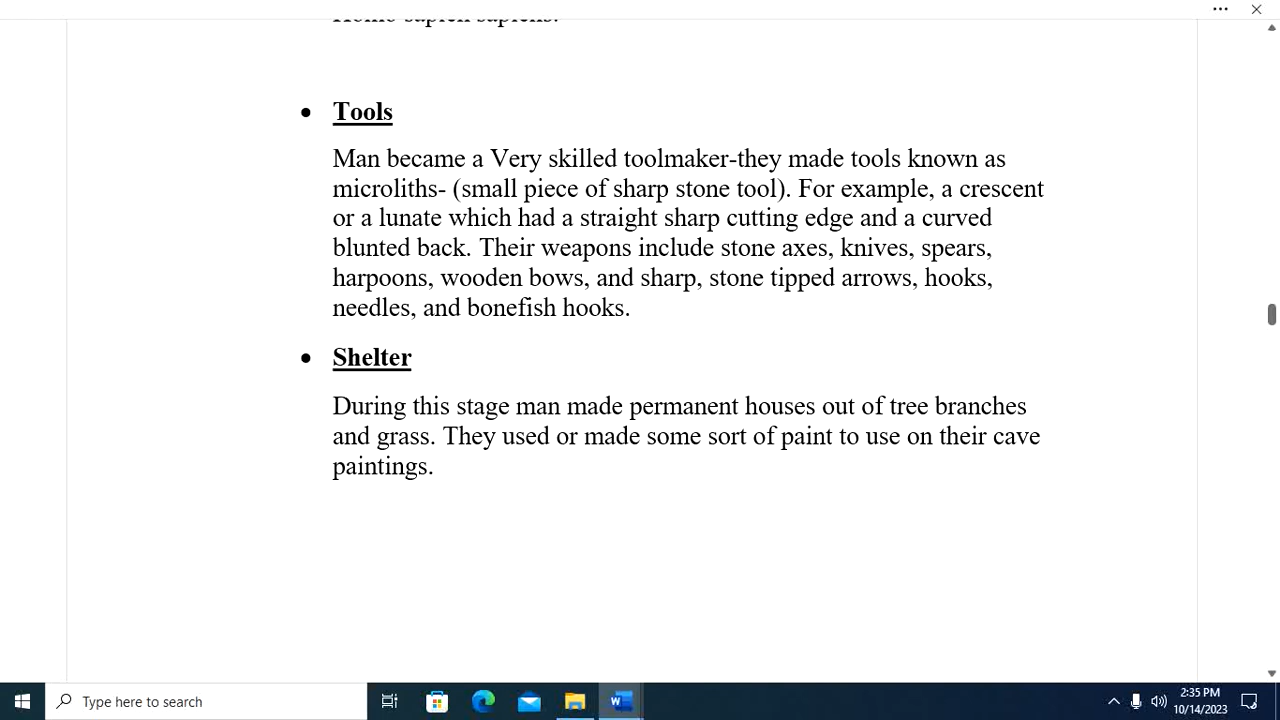 Homo sapien sapiens.
Tools
Man became a Very skilled toolmaker-they made tools known as
microliths- (small piece of sharp stone tool). For example, a crescent
or a lunate which had a straight sharp cutting edge and a curved
blunted back. Their weapons include stone axes, knives, spears,
harpoons, wooden bows, and sharp, stone tipped arrows, hooks,
needles, and bonefish hooks.
Shelter
During this stage man made permanent houses out of tree branches
and grass. They used or made some sort of paint to use on their cave
paintings.
Type here to search
2:35 PM
10/14/2023